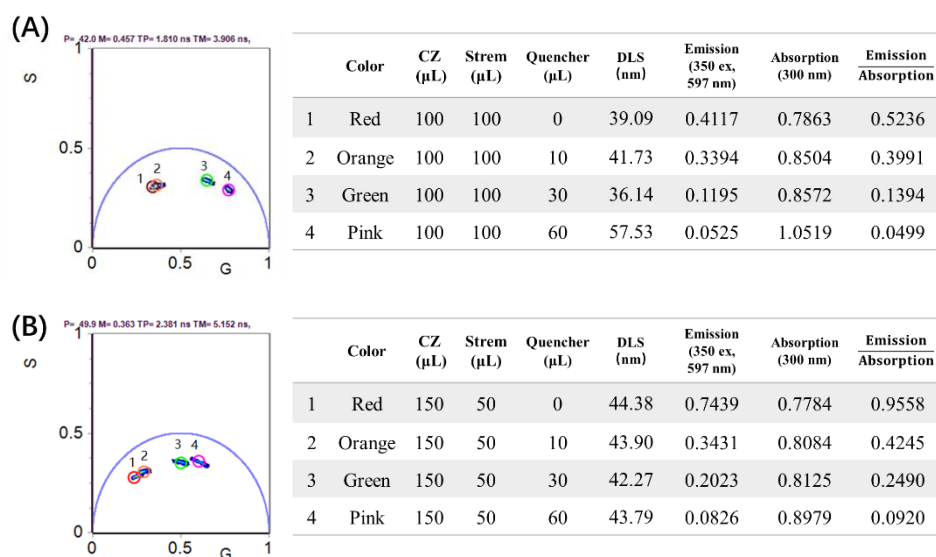 (A)
P= .42.0 M= 0.457 TP= 1.810 ns TM= 3.906 ns,
1
S
0.5
1 2 3 4
0
0 0.5 1
G
Color CZ (μL) Strem (μL) Quencher (μL) DLS (nm) Emission (350 ex, 597 nm) Absorption (300 nm) Emission Absorption
1 Red 100 100 0 39.09 0.4117 0.7863 0.5236
2 Orange 100 100 10 41.73 0.3394 0.8504 0.3991
3 Green 100 100 30 36.14 0.1195 0.8572 0.1394
4 Pink 100 100 60 57.53 0.0525 1.0519 0.0499
(B)
P= .49.9 M= 0.363 TP= 2.381 ns TM= 5.152 ns,
1
S
0.5
1 2 3 4
0
0 0.5 1
G
Color CZ (μL) Strem (μL) Quencher (μL) DLS (nm) Emission (350 ex, 597 nm) Absorption (300 nm) Emission Absorption
1 Red 150 50 0 44.38 0.7439 0.7784 0.9558
2 Orange 150 50 10 43.90 0.3431 0.8084 0.4245
3 Green 150 50 30 42.27 0.2023 0.8125 0.2490
4 Pink 150 50 60 43.79 0.0826 0.8979 0.0920